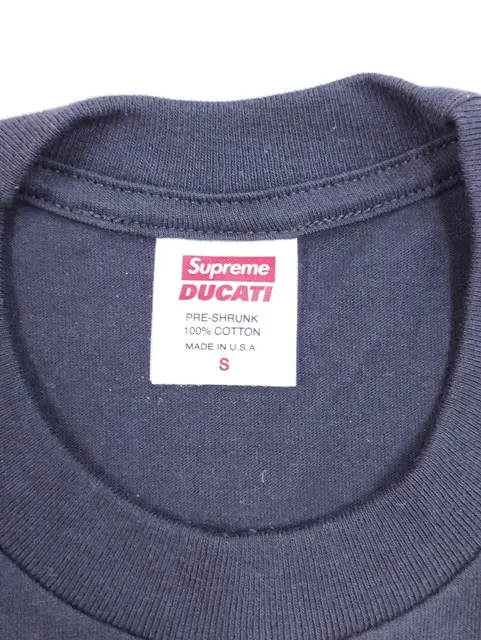 Supreme
DUCATI
PRE-SHRUNK
100% COTTON
MADE IN U.S.A
S